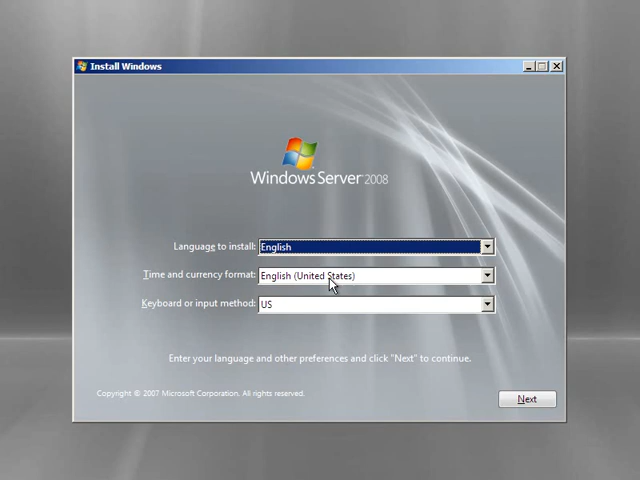 Install Windows
Windows Server 2008
Language to install: English
Time and currency format: English (United States)
Keyboard or input method: US
Enter your language and other preferences and click "Next" to continue.
Copyright © 2007 Microsoft Corporation. All rights reserved.
Next